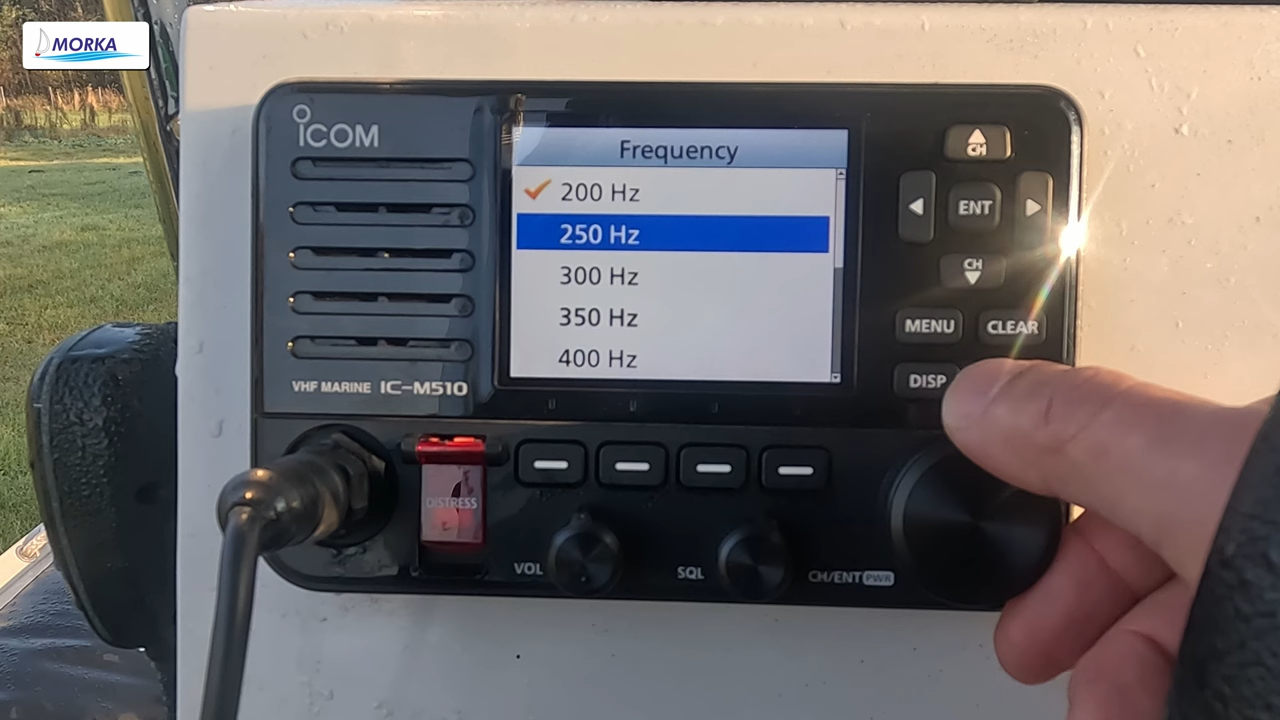 MORKA
ICOM
Frequency
200 Hz
250 Hz
300 Hz
350 Hz
400 Hz
CH
ENT
CH
MENU
CLEAR
DISP
VHF MARINE IC-M510
DISTRESS
VOL
SQL
CH/ENT PWR